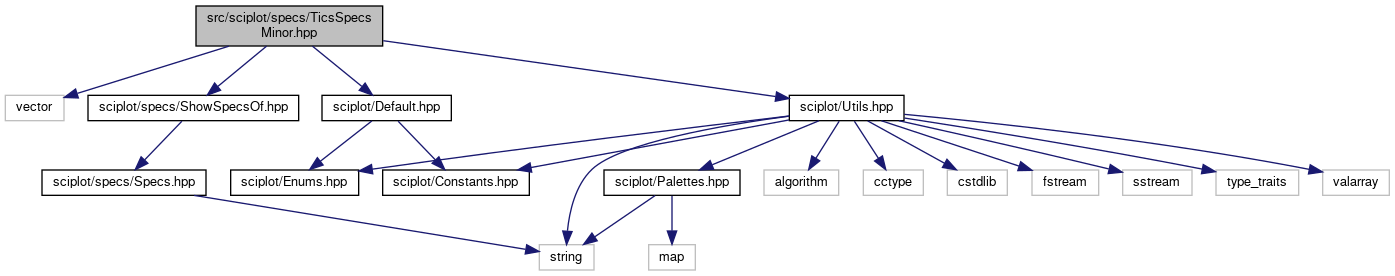 src/sciplot/specs/TicsSpecs
Minor.hpp
vector
sciplot/specs/ShowSpecsOf.hpp
sciplot/Default.hpp
sciplot/Utils.hpp
sciplot/specs/Specs.hpp
sciplot/Enums.hpp
sciplot/Constants.hpp
sciplot/Palettes.hpp
algorithm
cctype
cstdlib
fstream
sstream
type_traits
valarray
string
map